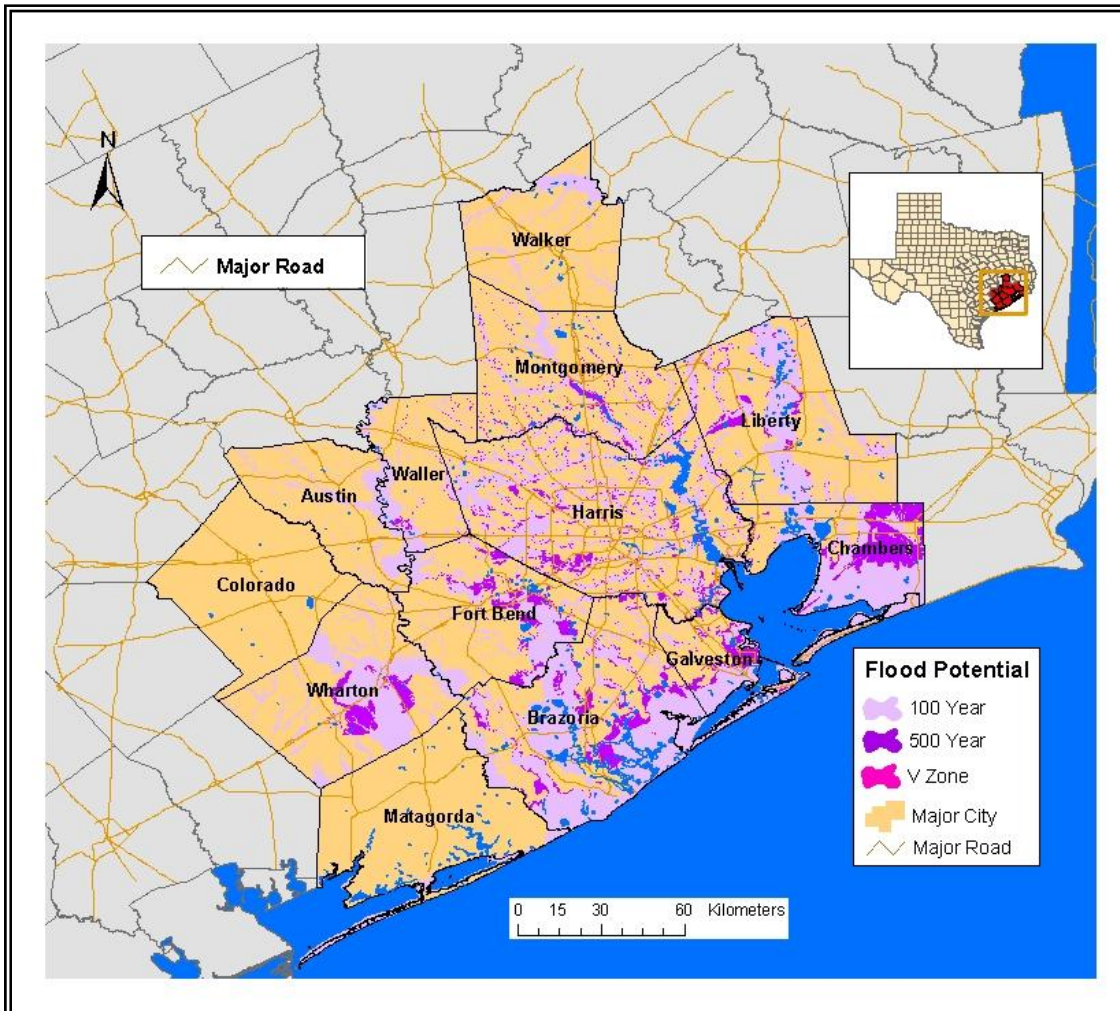 N
Major Road
Walker
Montgomery
Liberty
Waller
Austin
Harris
Chambers
Colorado
Fort Bend
Galveston
Wharton
Brazoria
Matagorda
Flood Potential
100 Year
500 Year
V Zone
Major City
Major Road
0 15 30 60 Kilometers